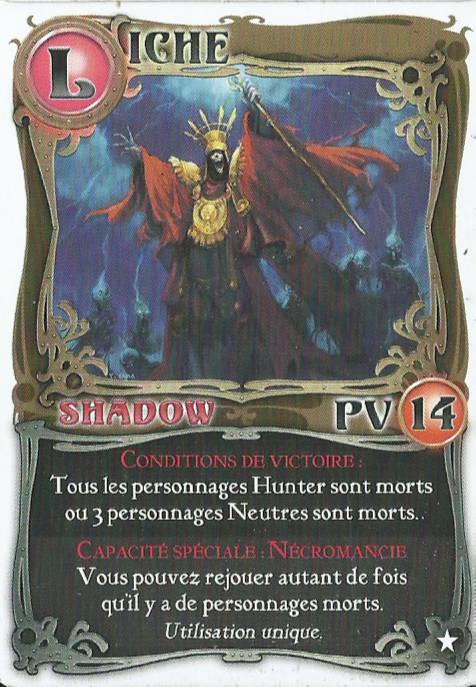 LICHE
SHADOW PV 14
CONDITIONS DE VICTOIRE :
Tous les personnages Hunter sont morts
ou 3 personnages Neutres sont morts..
CAPACITÉ SPÉCIALE : NÉCROMANCIE
Vous pouvez rejouer autant de fois
qu'il y a de personnages morts.
Utilisation unique.